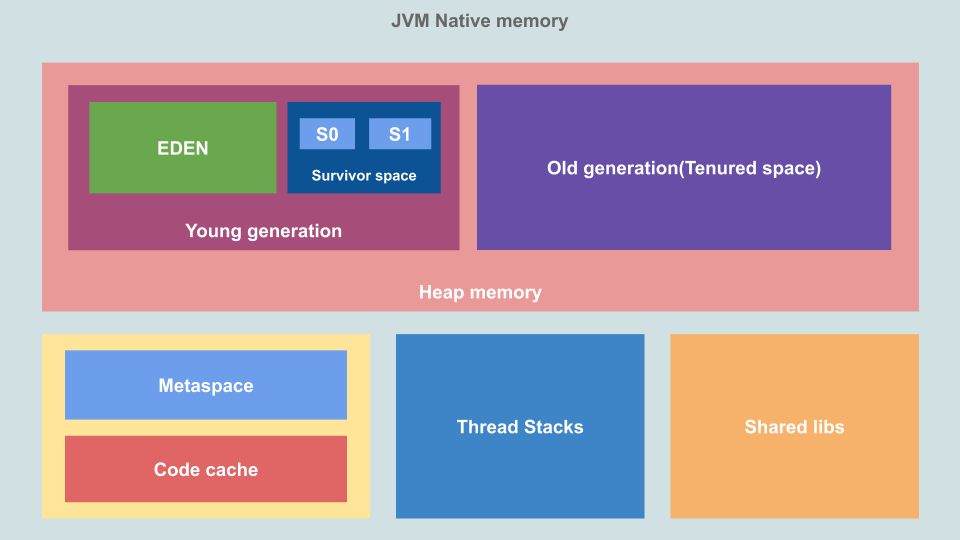 JVM Native memory
EDEN
S0
S1
Survivor space
Young generation
Old generation(Tenured space)
Heap memory
Metaspace
Code cache
Thread Stacks
Shared libs